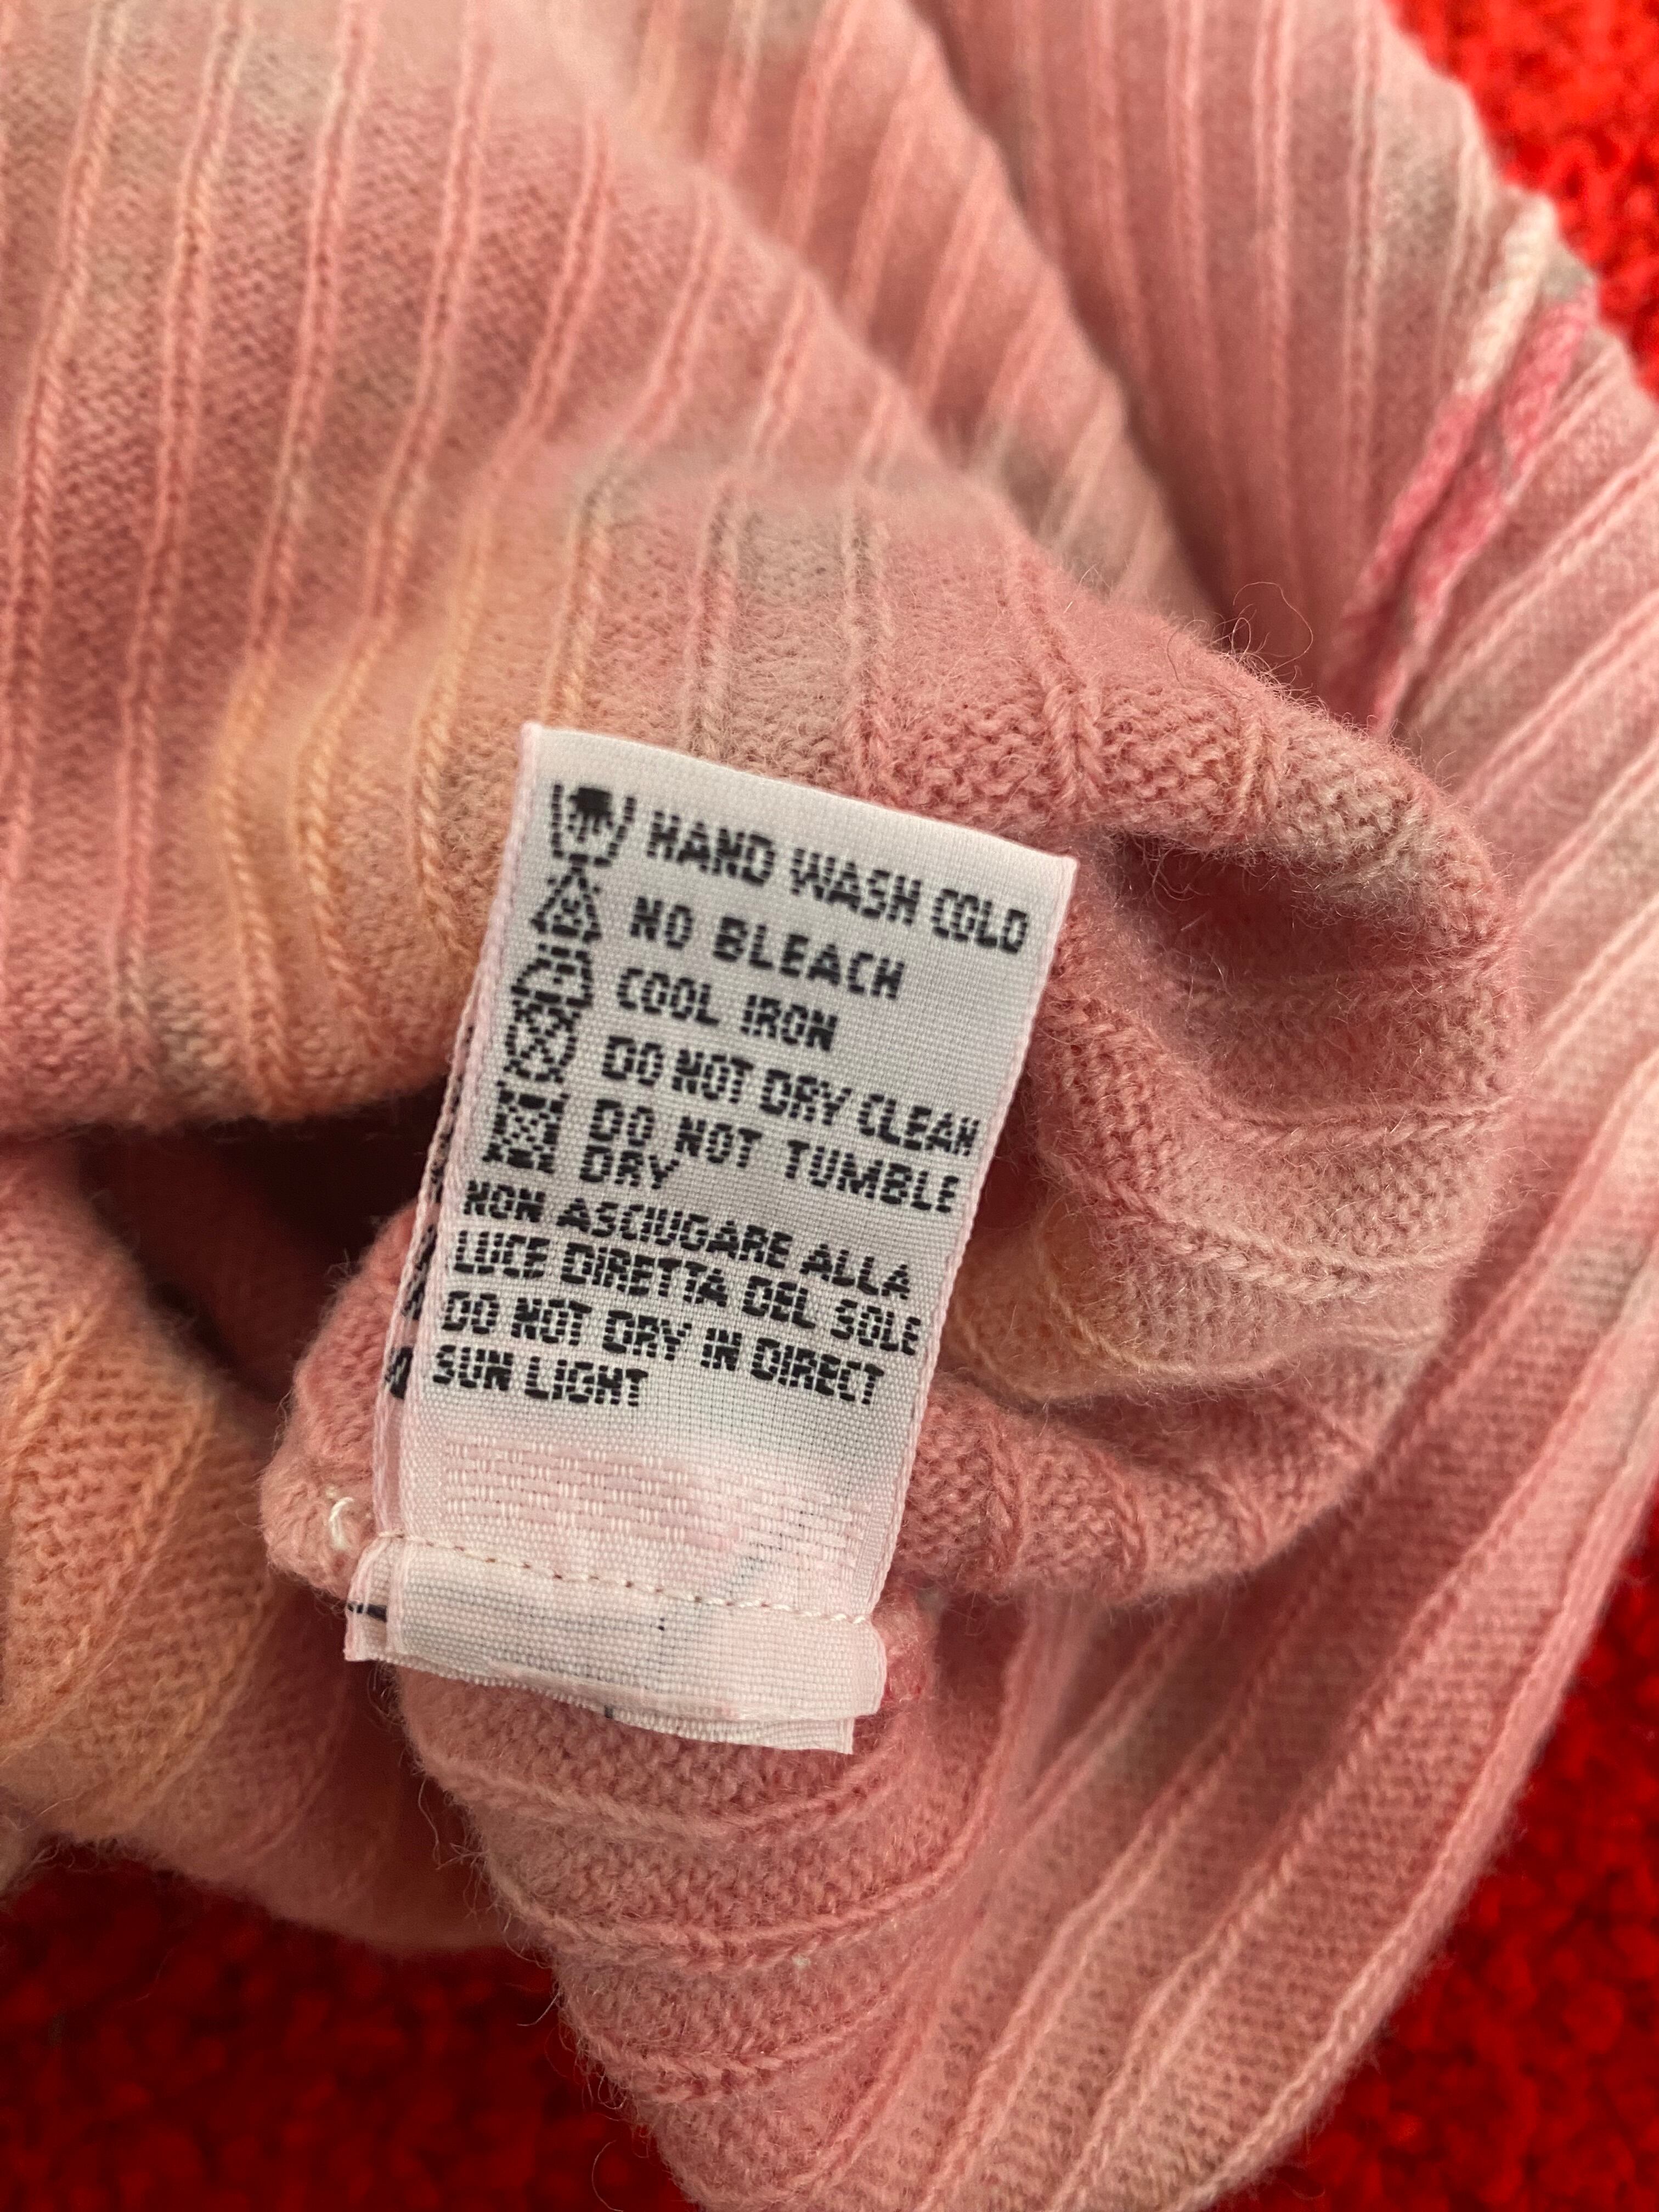 HAND WASH COLD
NO BLEACH
COOL IRON
DO NOT DRY CLEAN
DO NOT TUMBLE
DRY
NON ASCIUGARE ALLA
LUCE DIRETTA DEL SOLE
DO NOT DRY IN DIRECT
SUN LIGHT